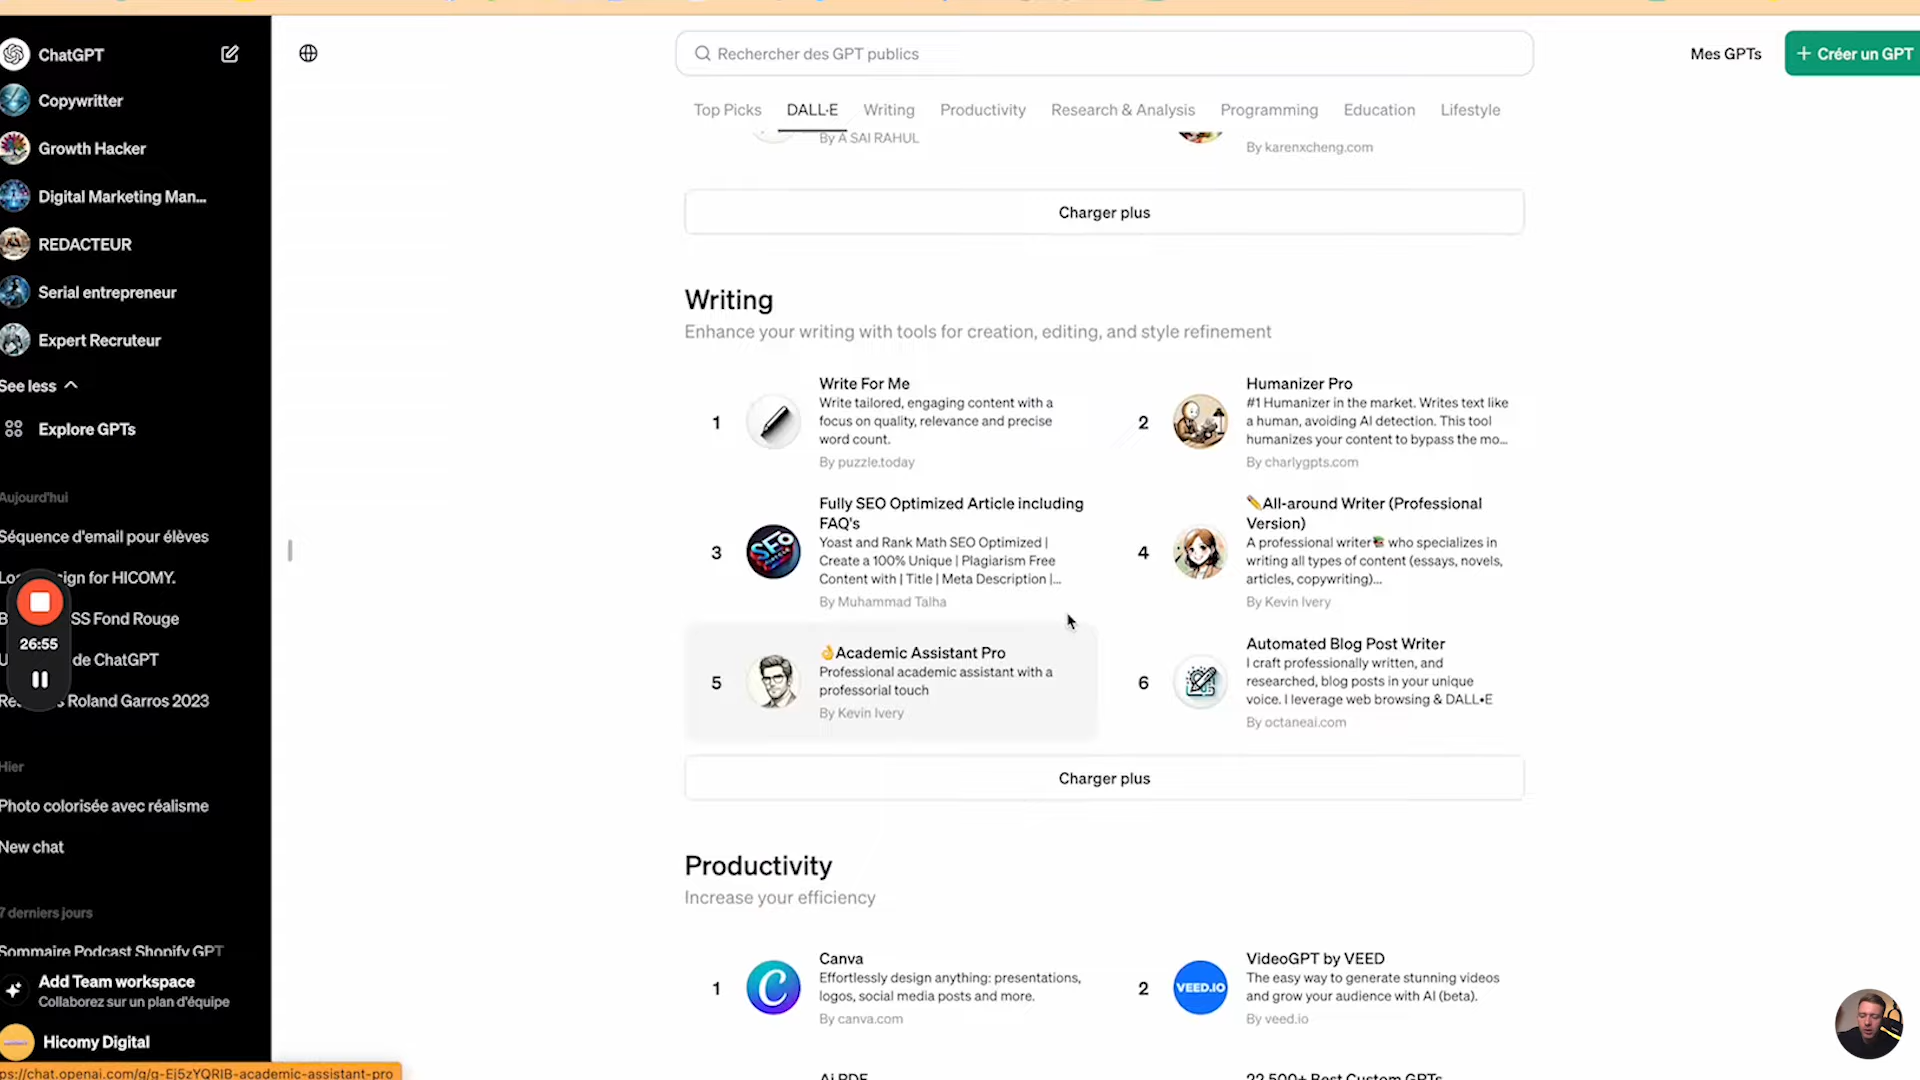 ChatGPT
Copywritter
Growth Hacker
Digital Marketing Man...
REDACTEUR
Serial entrepreneur
Expert Recruteur
See less
Explore GPTs
Aujourd'hui
Séquence d'email pour élèves
Lo ign for HICOMY.
B SS Fond Rouge
26:55
U de ChatGPT
Re s Roland Garros 2023
Hier
Photo colorisée avec réalisme
New chat
7 derniers jours
Sommaire Podcast Shopify GPT
Add Team workspace
Collaborez sur un plan d'équipe
Hicomy Digital
ps://chat.openai.com/g/g-Ej5zYQRIB-academic-assistant-pro
Rechercher des GPT publics
Mes GPTs
+ Créer un GPT
Top Picks DALL·E Writing Productivity Research & Analysis Programming Education Lifestyle
By A SAI RAHUL
By karenxcheng.com
Charger plus
Writing
Enhance your writing with tools for creation, editing, and style refinement
1
Write For Me
Write tailored, engaging content with a
focus on quality, relevance and precise
word count.
By puzzle.today
2
Humanizer Pro
#1 Humanizer in the market. Writes text like
a human, avoiding AI detection. This tool
humanizes your content to bypass the mo...
By charlygpts.com
3
SEO
Fully SEO Optimized Article including
FAQ's
Yoast and Rank Math SEO Optimized |
Create a 100% Unique | Plagiarism Free
Content with | Title | Meta Description |...
By Muhammad Talha
4
✏️All-around Writer (Professional
Version)
A professional writer📚 who specializes in
writing all types of content (essays, novels,
articles, copywriting)...
By Kevin Ivery
5
👌Academic Assistant Pro
Professional academic assistant with a
professorial touch
By Kevin Ivery
6
Automated Blog Post Writer
I craft professionally written, and
researched, blog posts in your unique
voice. I leverage web browsing & DALL•E
By octaneai.com
Charger plus
Productivity
Increase your efficiency
1
Canva
Effortlessly design anything: presentations,
logos, social media posts and more.
By canva.com
2
VEED.IO
VideoGPT by VEED
The easy way to generate stunning videos
and grow your audience with AI (beta).
By veed.io
Ai PDF
22,500+ Best Custom GPTs